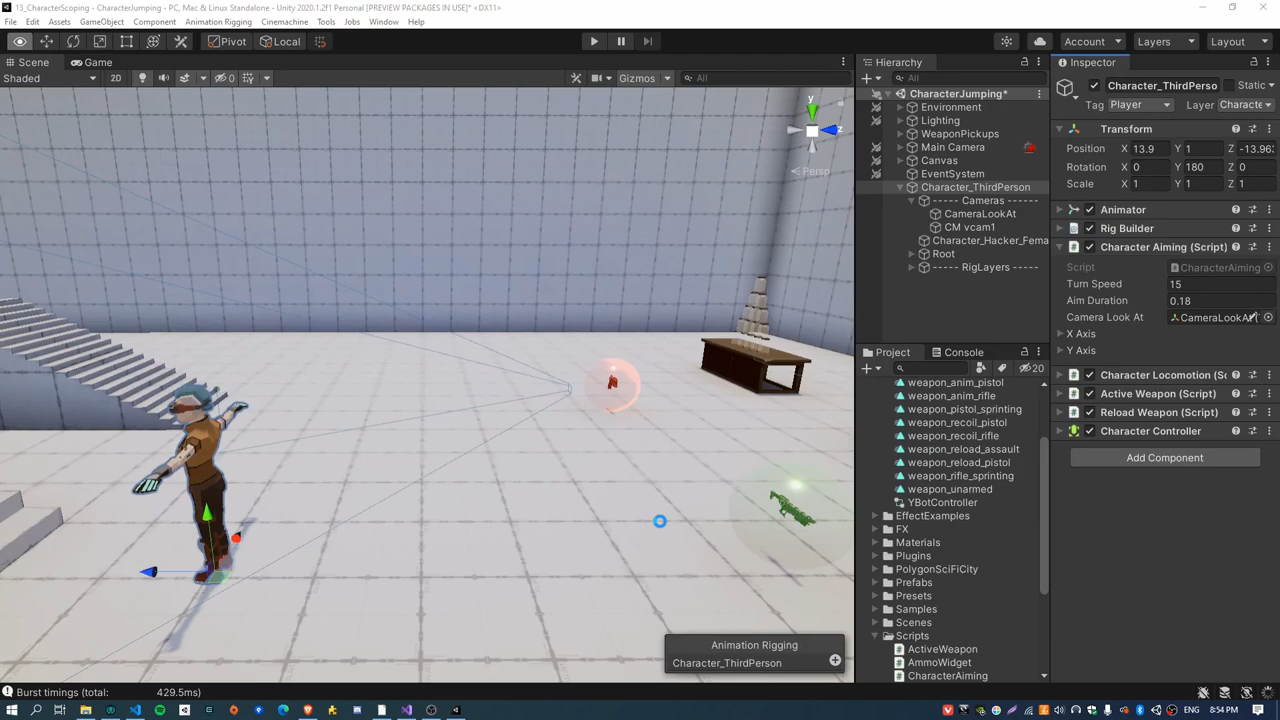 13_CharacterScoping - CharacterJumping - PC, Mac & Linux Standalone - Unity 2020.1.2f1 Personal [PREVIEW PACKAGES IN USE]* <DX11>
File Edit Assets GameObject Component Animation Rigging Cinemachine Tools Jobs Window Help
Pivot Local Account Layers Layout
Scene Game
Shaded 2D 0 Gizmos All
y
z
Persp
Animation Rigging
Character_ThirdPerson
Hierarchy
All
CharacterJumping*
Environment
Lighting
WeaponPickups
Main Camera
Canvas
EventSystem
Character_ThirdPerson
----- Cameras ------
CameraLookAt
CM vcam1
Character_Hacker_Fema
Root
------ RigLayers -----
Project Console
20
weapon_anim_pistol
weapon_anim_rifle
weapon_pistol_sprinting
weapon_recoil_pistol
weapon_recoil_rifle
weapon_reload_assault
weapon_reload_pistol
weapon_rifle_sprinting
weapon_unarmed
YBotController
EffectExamples
FX
Materials
Plugins
PolygonSciFiCity
Prefabs
Presets
Samples
Scenes
Scripts
ActiveWeapon
AmmoWidget
CharacterAiming
Inspector
Character_ThirdPerso Static
Tag Player Layer Characte
Transform
Position X 13.9 Y 1 Z -13.963
Rotation X 0 Y 180 Z 0
Scale X 1 Y 1 Z 1
Animator
Rig Builder
Character Aiming (Script)
Script CharacterAiming
Turn Speed 15
Aim Duration 0.18
Camera Look At CameraLookAt
X Axis
Y Axis
Character Locomotion (Sc
Active Weapon (Script)
Reload Weapon (Script)
Character Controller
Add Component
Burst timings (total: 429.5ms)
ENG 8:54 PM